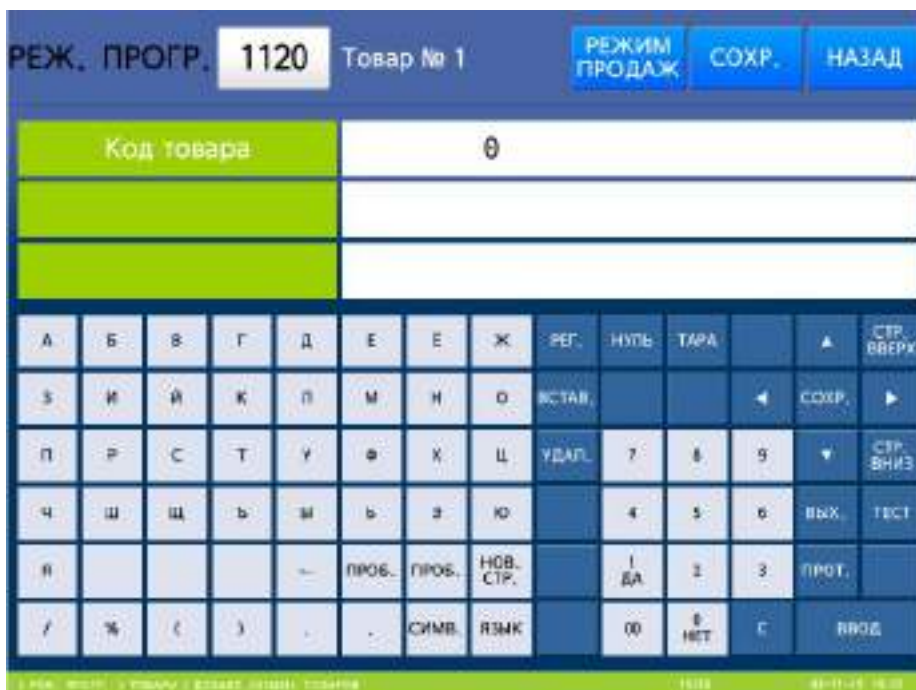 РЕЖ. ПРОГР. 1120 Товар № 1 РЕЖИМ ПРОДАЖ СОХР. НАЗАД
Код товара 0
А Б В Г Д Е Ё Ж РЕГ. НУЛЬ ТАРА ▲ СТР. ВВЕРХ
З И Й К Л М Н О ВСТАВ. ◀ СОХР. ▶
П Р С Т У Ф Х Ц УДАЛ. 7 8 9 ▼ СТР. ВНИЗ
Ч Ш Щ Ъ Ы Ь Э Ю 4 5 6 ВЫХ. ТЕСТ
Я ← ПРОБ. ПРОБ. НОВ. СТР. 1 ДА 2 3 ПРОТ.
/ % ( ) СИМВ. ЯЗЫК 00 0 НЕТ С ВВОД